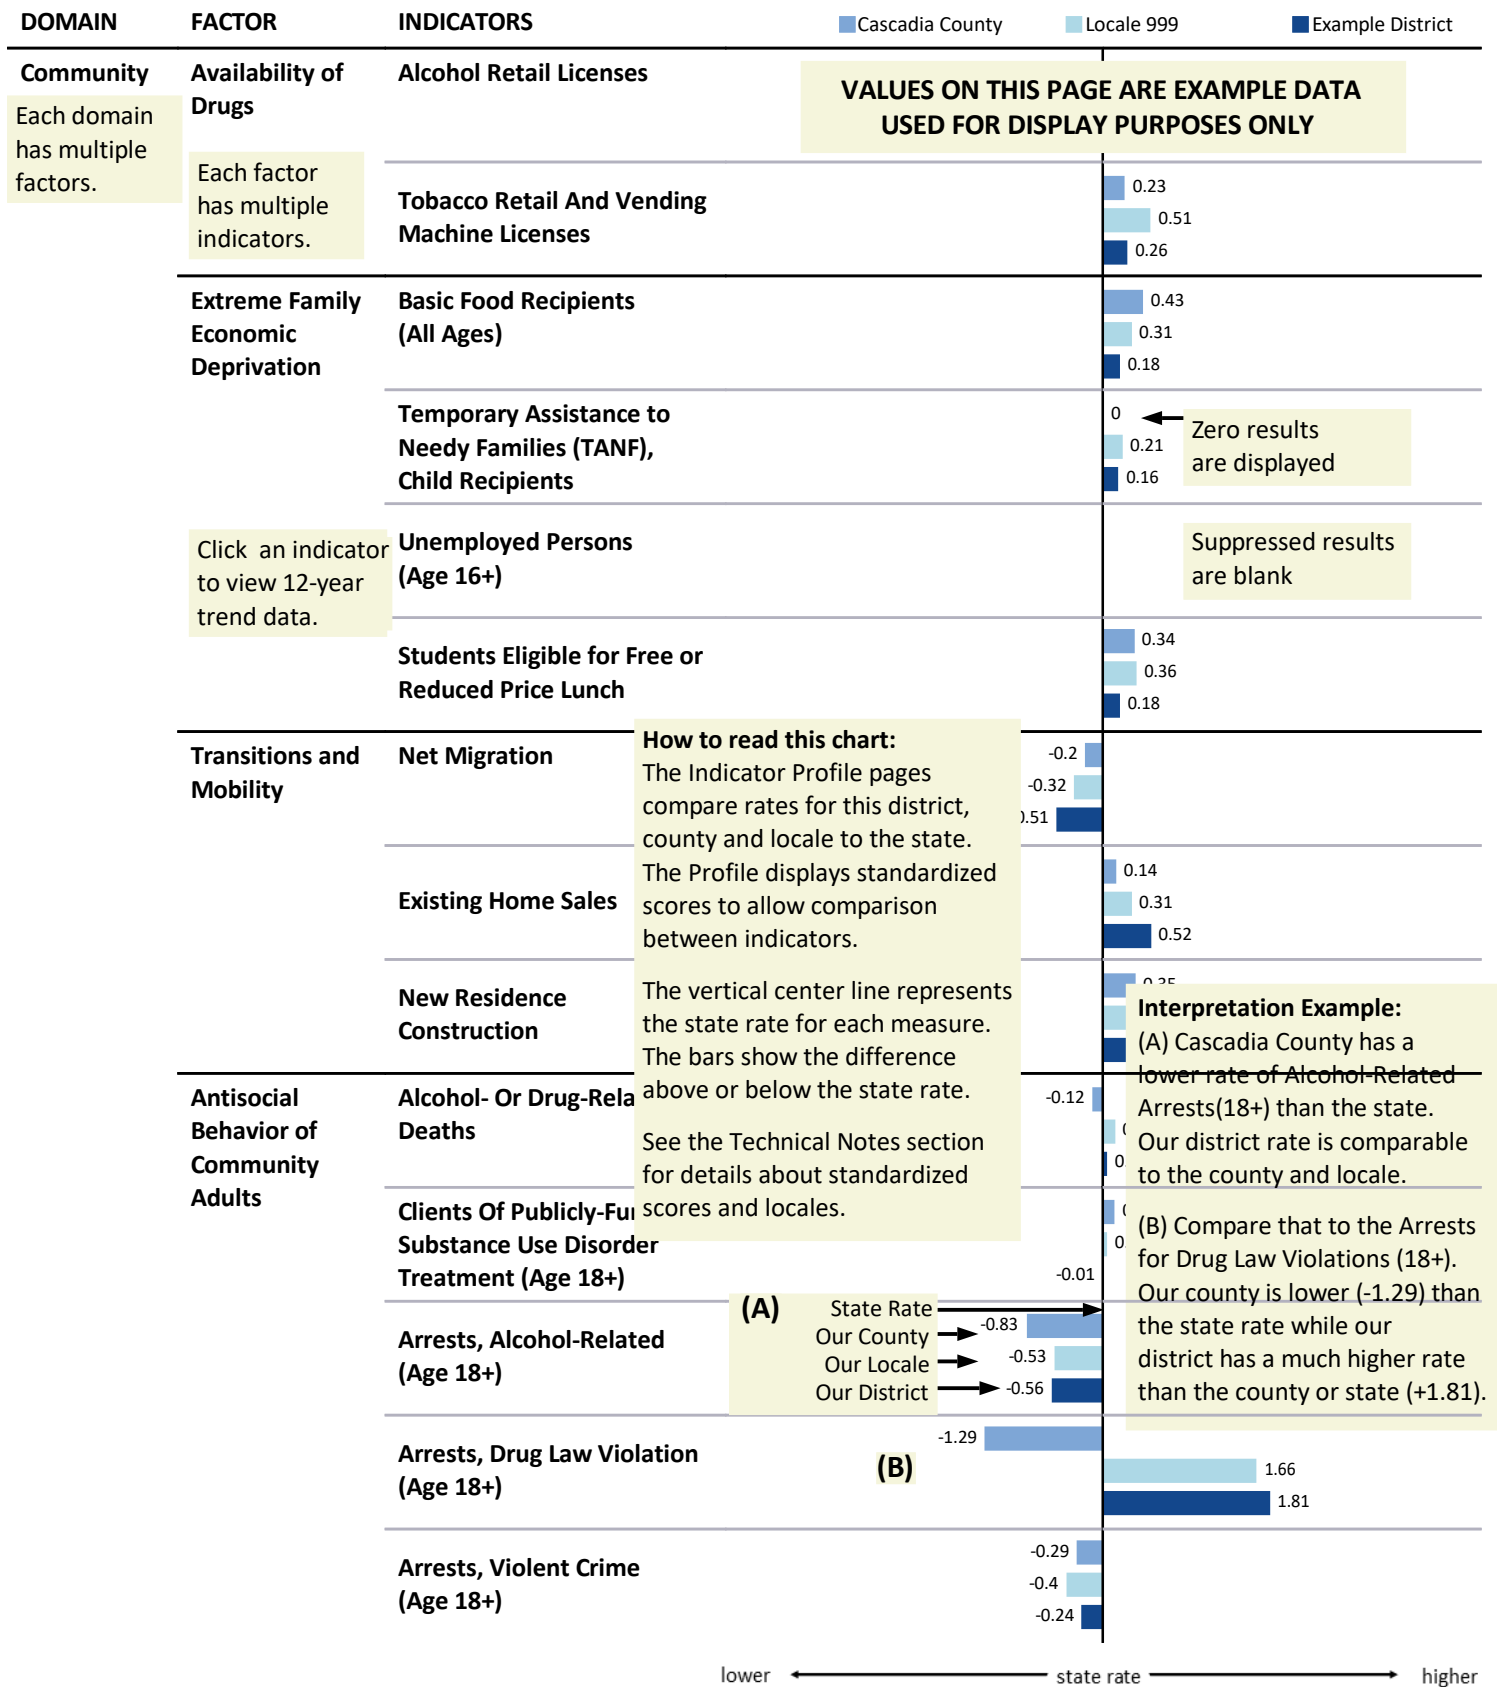 DOMAIN FACTOR INDICATORS Cascadia County Locale 999 Example District
Community
Each domain
has multiple
factors.
Availability of
Drugs
Each factor
has multiple
indicators.
Alcohol Retail Licenses
VALUES ON THIS PAGE ARE EXAMPLE DATA
USED FOR DISPLAY PURPOSES ONLY
Tobacco Retail And Vending
Machine Licenses
0.23
0.51
0.26
Extreme Family
Economic
Deprivation
Basic Food Recipients
(All Ages)
0.43
0.31
0.18
Temporary Assistance to
Needy Families (TANF),
Child Recipients
0
0.21
0.16
Zero results
are displayed
Click an indicator
to view 12-year
trend data.
Unemployed Persons
(Age 16+)
Suppressed results
are blank
Students Eligible for Free or
Reduced Price Lunch
0.34
0.36
0.18
Transitions and
Mobility
Net Migration
-0.2
-0.32
0.51
How to read this chart:
The Indicator Profile pages
compare rates for this district,
county and locale to the state.
The Profile displays standardized
scores to allow comparison
between indicators.
The vertical center line represents
the state rate for each measure.
The bars show the difference
above or below the state rate.
See the Technical Notes section
for details about standardized
scores and locales.
Existing Home Sales
0.14
0.31
0.52
New Residence
Construction
Interpretation Example:
(A) Cascadia County has a
lower rate of Alcohol-Related
Arrests(18+) than the state.
Our district rate is comparable
to the county and locale.
(B) Compare that to the Arrests
for Drug Law Violations (18+).
Our county is lower (-1.29) than
the state rate while our
district has a much higher rate
than the county or state (+1.81).
Antisocial
Behavior of
Community
Adults
Alcohol- Or Drug-Rela
Deaths
-0.12
Clients Of Publicly-Fu
Substance Use Disorder
Treatment (Age 18+)
-0.01
Arrests, Alcohol-Related
(Age 18+)
(A) State Rate
Our County -0.83
Our Locale -0.53
Our District -0.56
Arrests, Drug Law Violation
(Age 18+)
(B)
-1.29
1.66
1.81
Arrests, Violent Crime
(Age 18+)
-0.29
-0.4
-0.24
lower state rate higher